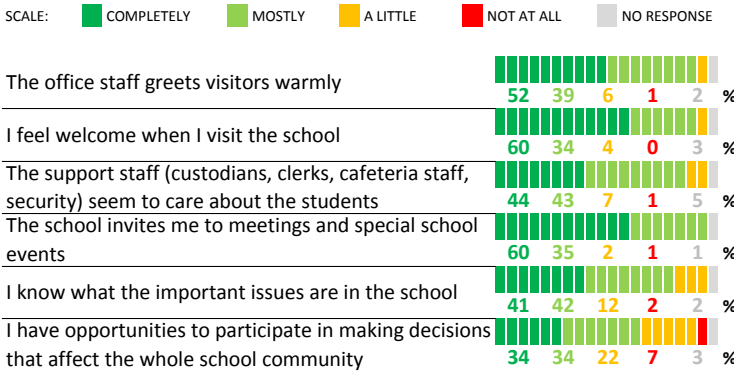 SCALE: COMPLETELY MOSTLY A LITTLE NOT AT ALL NO RESPONSE
The office staff greets visitors warmly
52 39 6 1 2 %
I feel welcome when I visit the school
60 34 4 0 3 %
The support staff (custodians, clerks, cafeteria staff,
security) seem to care about the students
44 43 7 1 5 %
The school invites me to meetings and special school
events
60 35 2 1 1 %
I know what the important issues are in the school
41 42 12 2 2 %
I have opportunities to participate in making decisions
that affect the whole school community
34 34 22 7 3 %